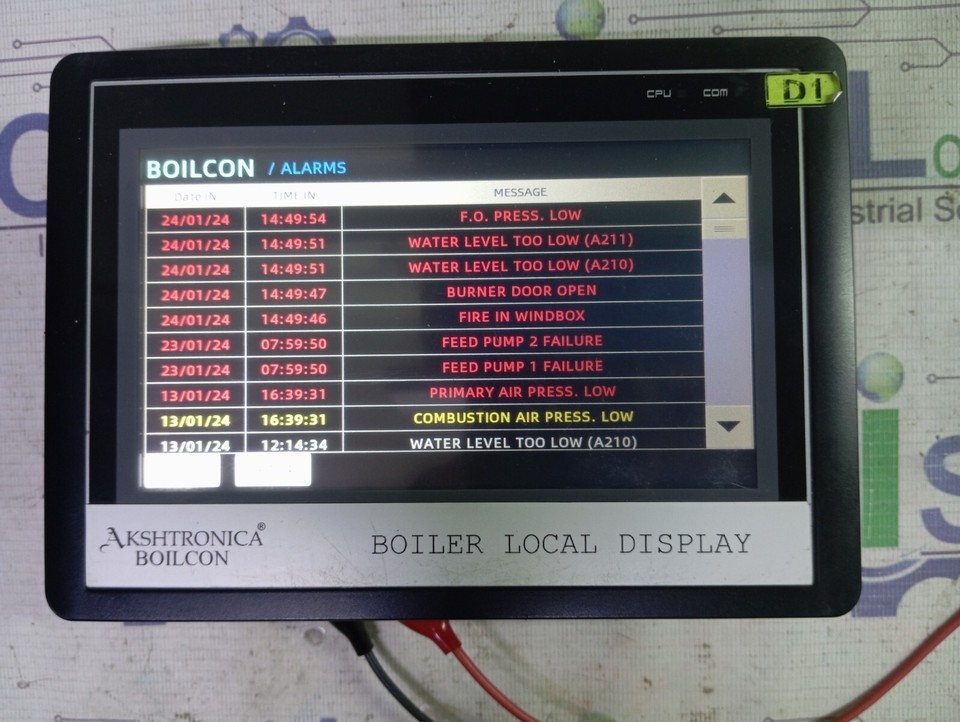 CPU COM D1
BOILCON / ALARMS
Date IN TIME IN MESSAGE
24/01/24 14:49:54 F.O. PRESS. LOW
24/01/24 14:49:51 WATER LEVEL TOO LOW (A211)
24/01/24 14:49:51 WATER LEVEL TOO LOW (A210)
24/01/24 14:49:47 BURNER DOOR OPEN
24/01/24 14:49:46 FIRE IN WINDBOX
23/01/24 07:59:50 FEED PUMP 2 FAILURE
23/01/24 07:59:50 FEED PUMP 1 FAILURE
13/01/24 16:39:31 PRIMARY AIR PRESS. LOW
13/01/24 16:39:31 COMBUSTION AIR PRESS. LOW
13/01/24 12:14:34 WATER LEVEL TOO LOW (A210)
AKSHTRONICA®
BOILCON
BOILER LOCAL DISPLAY